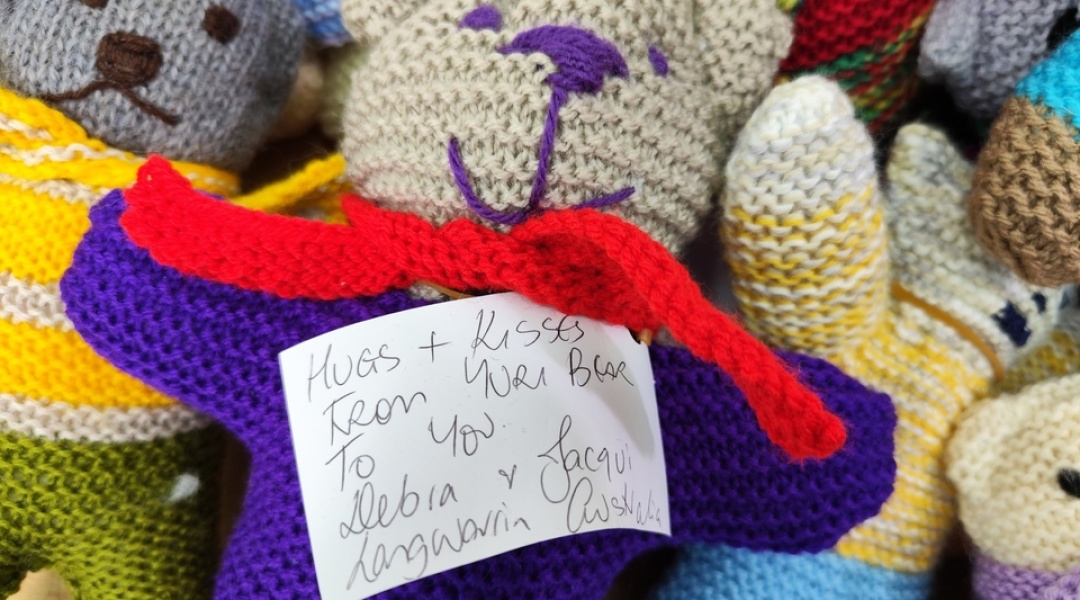 HUGS + KISSES
FROM YURI BEAR
TO YOU.
Debra & Jacqui
Langwarrin Australia